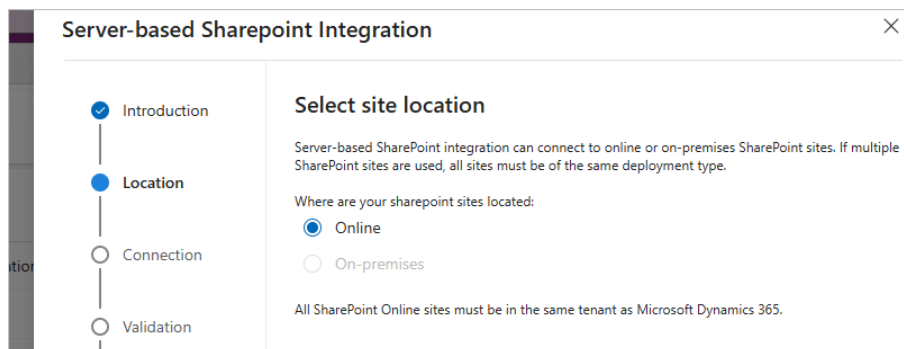 Server-based Sharepoint Integration
Introduction
Location
Connection
Validation
Select site location
Server-based SharePoint integration can connect to online or on-premises SharePoint sites. If multiple
SharePoint sites are used, all sites must be of the same deployment type.
Where are your sharepoint sites located:
Online
On-premises
All SharePoint Online sites must be in the same tenant as Microsoft Dynamics 365.